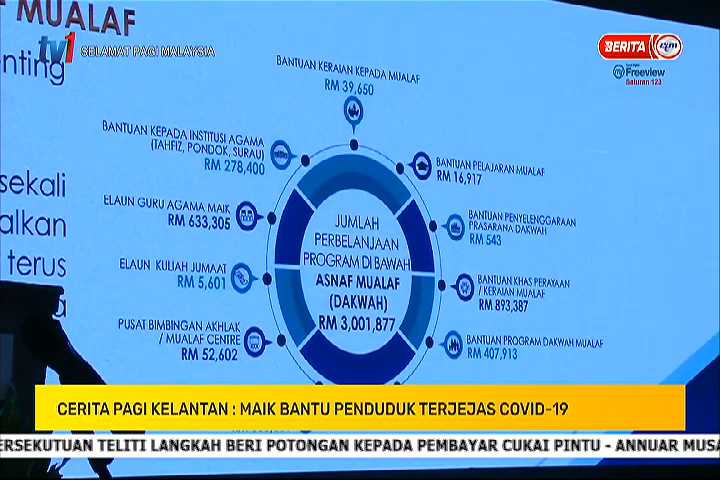 MUALAF
tv1 SELAMAT PAGI MALAYSIA
BERITA rtm
Freeview
Saluran 123
nting
sekali
alkan
terus
a
BANTUAN KERAIAN KEPADA MUALAF
RM 39,650
BANTUAN KEPADA INSTITUSI AGAMA
(TAHFIZ, PONDOK, SURAU)
RM 278,400
BANTUAN PELAJARAN MUALAF
RM 16,917
ELAUN GURU AGAMA MAIK
RM 633,305
BANTUAN PENYELENGGARAAN
PRASARANA DAKWAH
RM 543
ELAUN KULIAH JUMAAT
RM 5,601
BANTUAN KHAS PERAYAAN
/ KERAIAN MUALAF
RM 893,387
PUSAT BIMBINGAN AKHLAK
/ MUALAF CENTRE
RM 52,602
BANTUAN PROGRAM DAKWAH MUALAF
RM 407,913
JUMLAH
PERBELANJAAN
PROGRAM DI BAWAH
ASNAF MUALAF
(DAKWAH)
RM 3,001,877
CERITA PAGI KELANTAN : MAIK BANTU PENDUDUK TERJEJAS COVID-19
ERSEKUTUAN TELITI LANGKAH BERI POTONGAN KEPADA PEMBAYAR CUKAI PINTU - ANNUAR MUSA